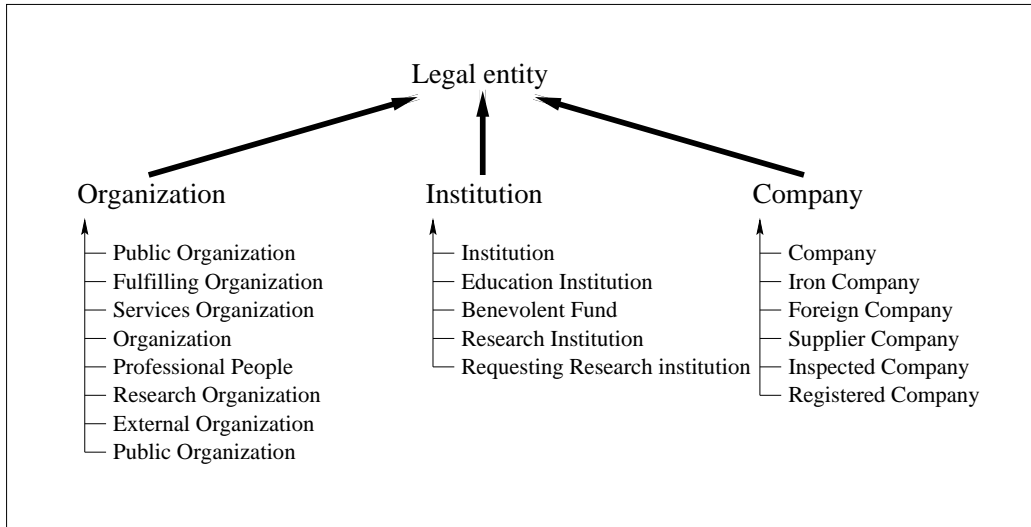 Legal entity
Organization
Public Organization
Fulfilling Organization
Services Organization
Organization
Professional People
Research Organization
External Organization
Public Organization
Institution
Institution
Education Institution
Benevolent Fund
Research Institution
Requesting Research institution
Company
Company
Iron Company
Foreign Company
Supplier Company
Inspected Company
Registered Company